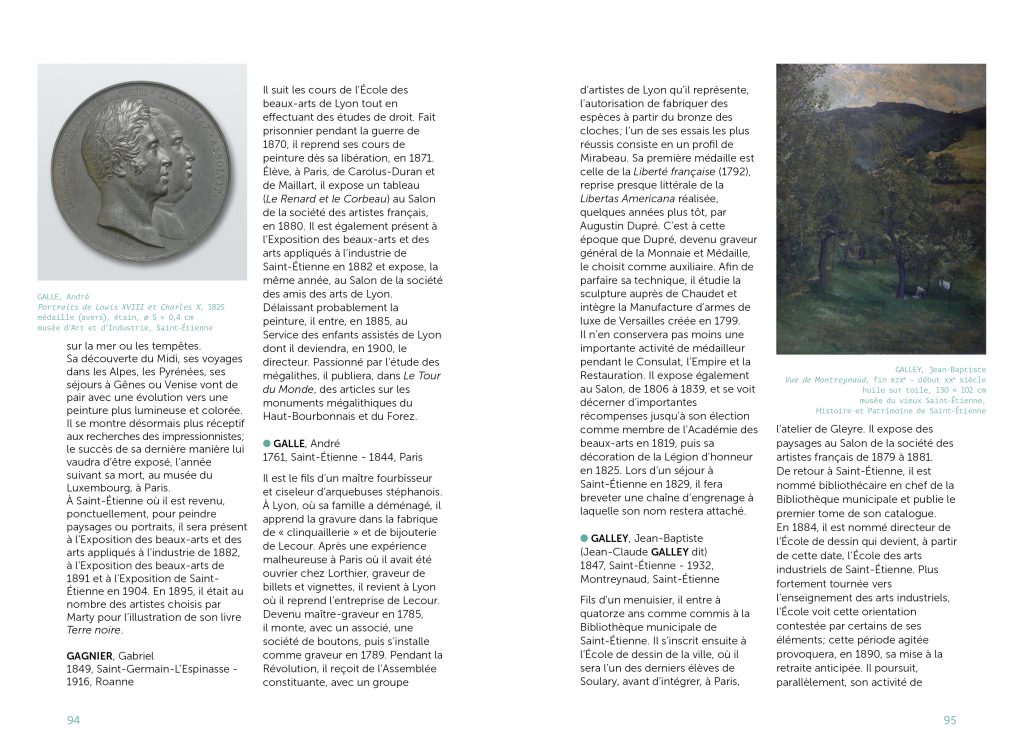 GALLE, André
Portraits de Louis XVIII et Charles X, 1825
médaille (avers), étain, ø 5 × 0,4 cm
musée d'Art et d'Industrie, Saint-Étienne
sur la mer ou les tempêtes.
Sa découverte du Midi, ses voyages
dans les Alpes, les Pyrénées, ses
séjours à Gênes ou Venise vont de
pair avec une évolution vers une
peinture plus lumineuse et colorée.
Il se montre désormais plus réceptif
aux recherches des impressionnistes;
le succès de sa dernière manière lui
vaudra d'être exposé, l'année
suivant sa mort, au musée du
Luxembourg, à Paris.
À Saint-Étienne où il est revenu,
ponctuellement, pour peindre
paysages ou portraits, il sera présent
à l'Exposition des beaux-arts et des
arts appliqués à l'industrie de 1882,
à l'Exposition des beaux-arts de
1891 et à l'Exposition de Saint-
Étienne en 1904. En 1895, il était au
nombre des artistes choisis par
Marty pour l'illustration de son livre
Terre noire.
GAGNIER, Gabriel
1849, Saint-Germain-L'Espinasse -
1916, Roanne
94
Il suit les cours de l'École des
beaux-arts de Lyon tout en
effectuant des études de droit. Fait
prisonnier pendant la guerre de
1870, il reprend ses cours de
peinture dès sa libération, en 1871.
Élève, à Paris, de Carolus-Duran et
de Maillart, il expose un tableau
(Le Renard et le Corbeau) au Salon
de la société des artistes français,
en 1880. Il est également présent à
l'Exposition des beaux-arts et des
arts appliqués à l'industrie de
Saint-Étienne en 1882 et expose, la
même année, au Salon de la société
des amis des arts de Lyon.
Délaissant probablement la
peinture, il entre, en 1885, au
Service des enfants assistés de Lyon
dont il deviendra, en 1900, le
directeur. Passionné par l'étude des
mégalithes, il publiera, dans Le Tour
du Monde, des articles sur les
monuments mégalithiques du
Haut-Bourbonnais et du Forez.
GALLE, André
1761, Saint-Étienne - 1844, Paris
Il est le fils d'un maître fourbisseur
et ciseleur d'arquebuses stéphanois.
À Lyon, où sa famille a déménagé, il
apprend la gravure dans la fabrique
de « clinquaillerie » et de bijouterie
de Lecour. Après une expérience
malheureuse à Paris où il avait été
ouvrier chez Lorthier, graveur de
billets et vignettes, il revient à Lyon
où il reprend l'entreprise de Lecour.
Devenu maître-graveur en 1785,
il monte, avec un associé, une
société de boutons, puis s'installe
comme graveur en 1789. Pendant la
Révolution, il reçoit de l'Assemblée
constituante, avec un groupe
d'artistes de Lyon qu'il représente,
l'autorisation de fabriquer des
espèces à partir du bronze des
cloches; l'un de ses essais les plus
réussis consiste en un profil de
Mirabeau. Sa première médaille est
celle de la Liberté française (1792),
reprise presque littérale de la
Libertas Americana réalisée,
quelques années plus tôt, par
Augustin Dupré. C'est à cette
époque que Dupré, devenu graveur
général de la Monnaie et Médaille,
le choisit comme auxiliaire. Afin de
parfaire sa technique, il étudie la
sculpture auprès de Chaudet et
intègre la Manufacture d'armes de
luxe de Versailles créée en 1799.
Il n'en conservera pas moins une
importante activité de médailleur
pendant le Consulat, l'Empire et la
Restauration. Il expose également
au Salon, de 1806 à 1839, et se voit
décerner d'importantes
récompenses jusqu'à son élection
comme membre de l'Académie des
beaux-arts en 1819, puis sa
décoration de la Légion d'honneur
en 1825. Lors d'un séjour à
Saint-Étienne en 1829, il fera
breveter une chaîne d'engrenage à
laquelle son nom restera attaché.
GALLEY, Jean-Baptiste
(Jean-Claude GALLEY dit)
1847, Saint-Étienne - 1932,
Montreynaud, Saint-Étienne
Fils d'un menuisier, il entre à
quatorze ans comme commis à la
Bibliothèque municipale de
Saint-Étienne. Il s'inscrit ensuite à
l'École de dessin de la ville, où il
sera l'un des derniers élèves de
Soulary, avant d'intégrer, à Paris,
GALLEY, Jean-Baptiste
Vue de Montreynaud, fin XIXe - début XXe siècle
huile sur toile, 130 × 102 cm
musée du vieux Saint-Étienne,
Histoire et Patrimoine de Saint-Étienne
l'atelier de Gleyre. Il expose des
paysages au Salon de la société des
artistes français de 1879 à 1881.
De retour à Saint-Étienne, il est
nommé bibliothécaire en chef de la
Bibliothèque municipale et publie le
premier tome de son catalogue.
En 1884, il est nommé directeur de
l'École de dessin qui devient, à partir
de cette date, l'École des arts
industriels de Saint-Étienne. Plus
fortement tournée vers
l'enseignement des arts industriels,
l'École voit cette orientation
contestée par certains de ses
éléments; cette période agitée
provoquera, en 1890, sa mise à la
retraite anticipée. Il poursuit,
parallèlement, son activité de
95